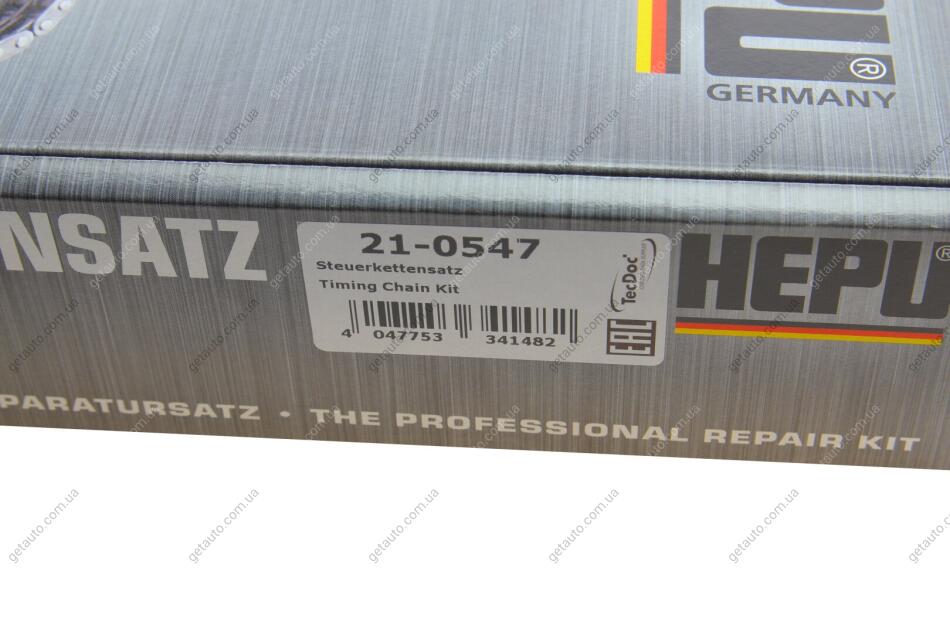 U®
GERMANY
NSATZ
21-0547
Steuerkettensatz
Timing Chain Kit
4 047753 341482
TecDoc
EAC
HEPU®
PARATURSATZ • THE PROFESSIONAL REPAIR KIT
getauto.com.ua